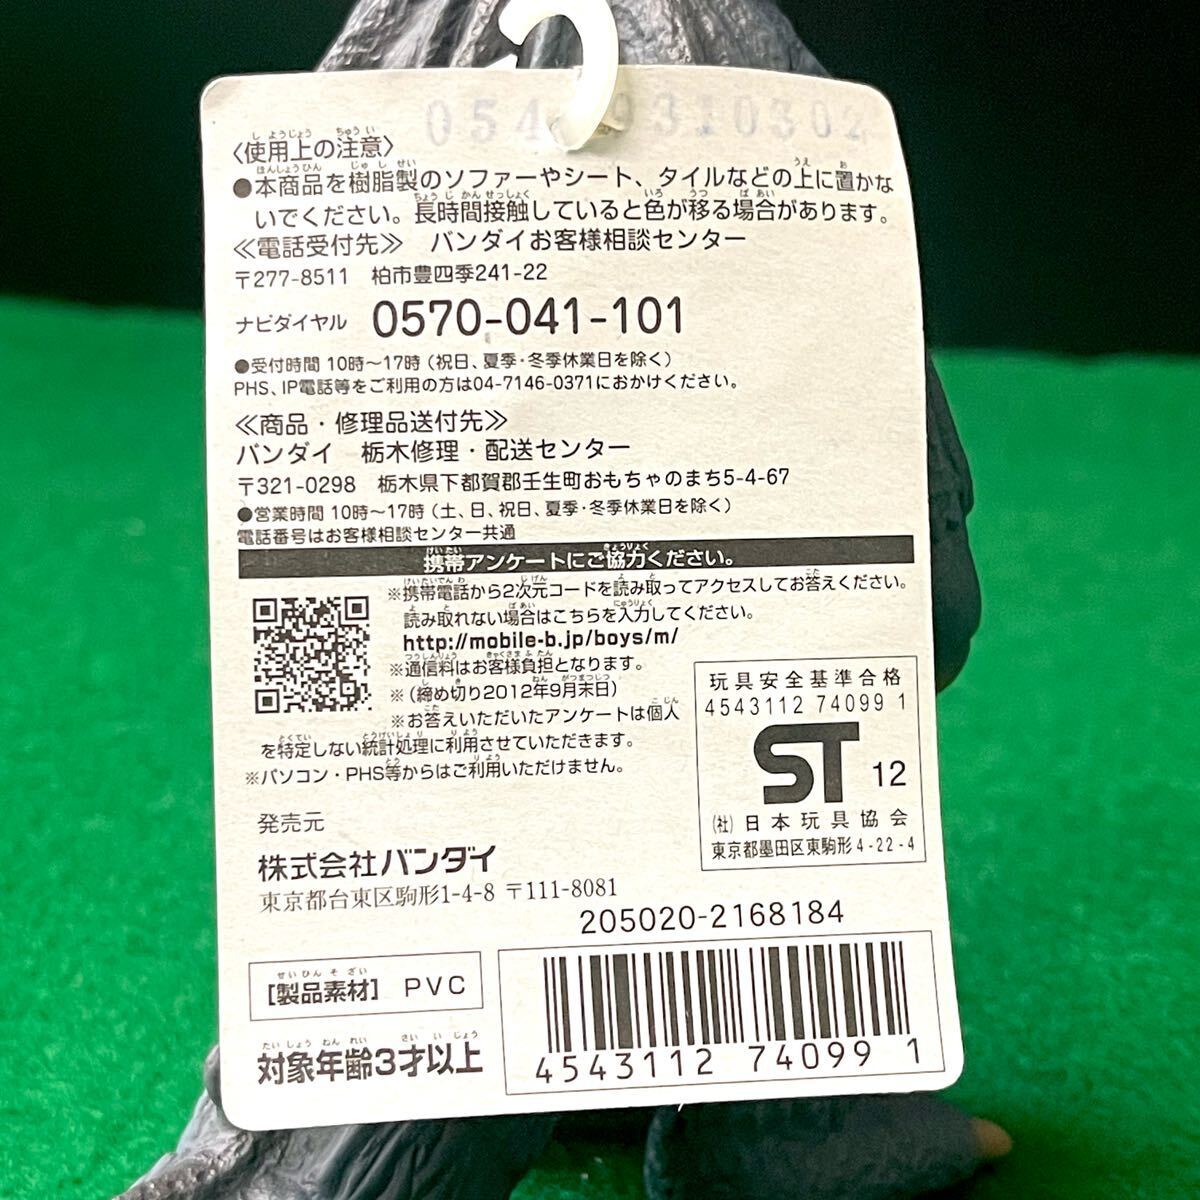 〈使用上の注意〉
●本商品を樹脂製のソファーやシート、タイルなどの上に置かな
いでください。長時間接触していると色が移る場合があります。
≪電話受付先≫ バンダイお客様相談センター
〒277-8511 柏市豊四季241-22
ナビダイヤル 0570-041-101
●受付時間 10時～17時（祝日、夏季・冬季休業日を除く）
PHS、IP電話等をご利用の方は04-7146-0371におかけください。
≪商品・修理品送付先≫
バンダイ 栃木修理・配送センター
〒321-0298 栃木県下都賀郡壬生町おもちゃのまち5-4-67
●営業時間 10時～17時（土、日、祝日、夏季・冬季休業日を除く）
電話番号はお客様相談センター共通
携帯アンケートにご協力ください。
※携帯電話から2次元コードを読み取ってアクセスしてお答えください。
読み取れない場合はこちらを入力してください。
http://mobile-b.jp/boys/m/
※通信料はお客様負担となります。
※（締め切り2012年9月末日）
※お答えいただいたアンケートは個人
を特定しない統計処理に利用させていただきます。
※パソコン・PHS等からはご利用いただけません。
玩具安全基準合格
4543112 74099 1
ST 12
（社）日本玩具協会
東京都墨田区東駒形4-22-4
発売元
株式会社バンダイ
東京都台東区駒形1-4-8 〒111-8081
205020-2168184
［製品素材］ PVC
対象年齢3才以上
4543112 740991